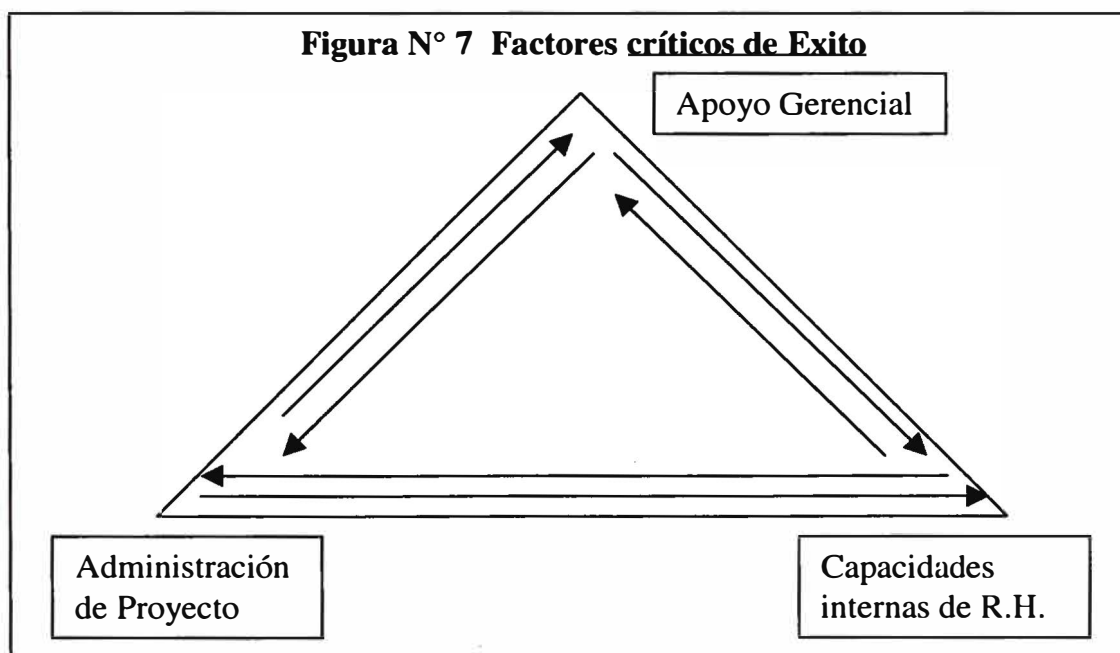 Figura N° 7 Factores críticos de Exito
Apoyo Gerencial
Administración
de Proyecto
Capacidades
internas de R.H.